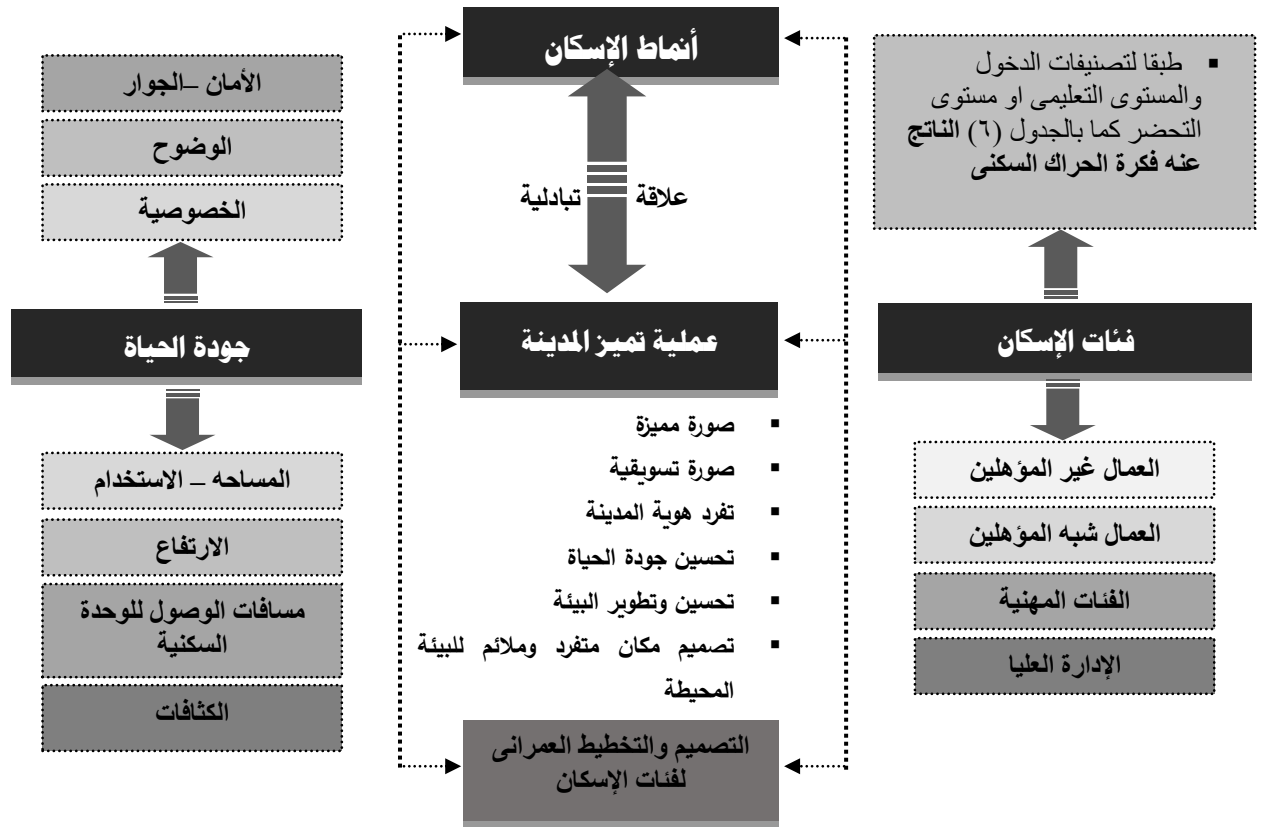 أنماط الإسكان
طبقا لتصنيفات الدخول
والمستوى التعليمى او مستوى
التحضر كما بالجدول (٦) الناتج
عنه فكرة الحراك السكنى
علاقة
تبادلية
فئات الإسكان
العمال غير المؤهلين
العمال شبه المؤهلين
الفئات المهنية
الإدارة العليا
عملية تميز المدينة
صورة مميزة
صورة تسويقية
تفرد هوية المدينة
تحسين جودة الحياة
تحسين وتطوير البيئة
تصميم مكان متفرد وملائم للبيئة
المحيطة
التصميم والتخطيط العمرانى
لفئات الإسكان
الأمان –الجوار
الوضوح
الخصوصية
جودة الحياة
المساحه – الاستخدام
الارتفاع
مسافات الوصول للوحدة
السكنية
الكثافات